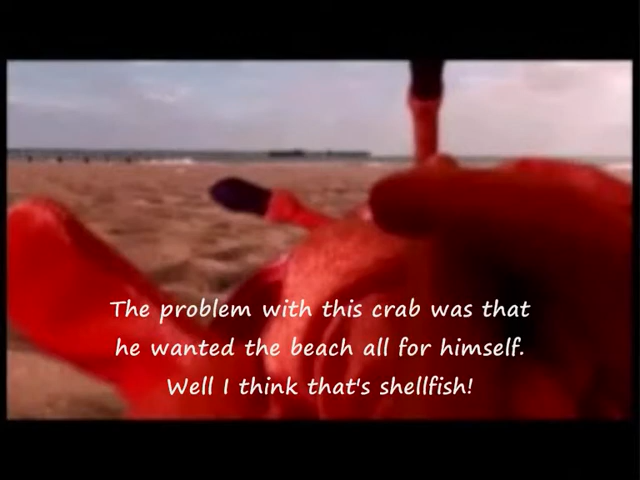 The problem with this crab was that
he wanted the beach all for himself.
Well I think that's shellfish!